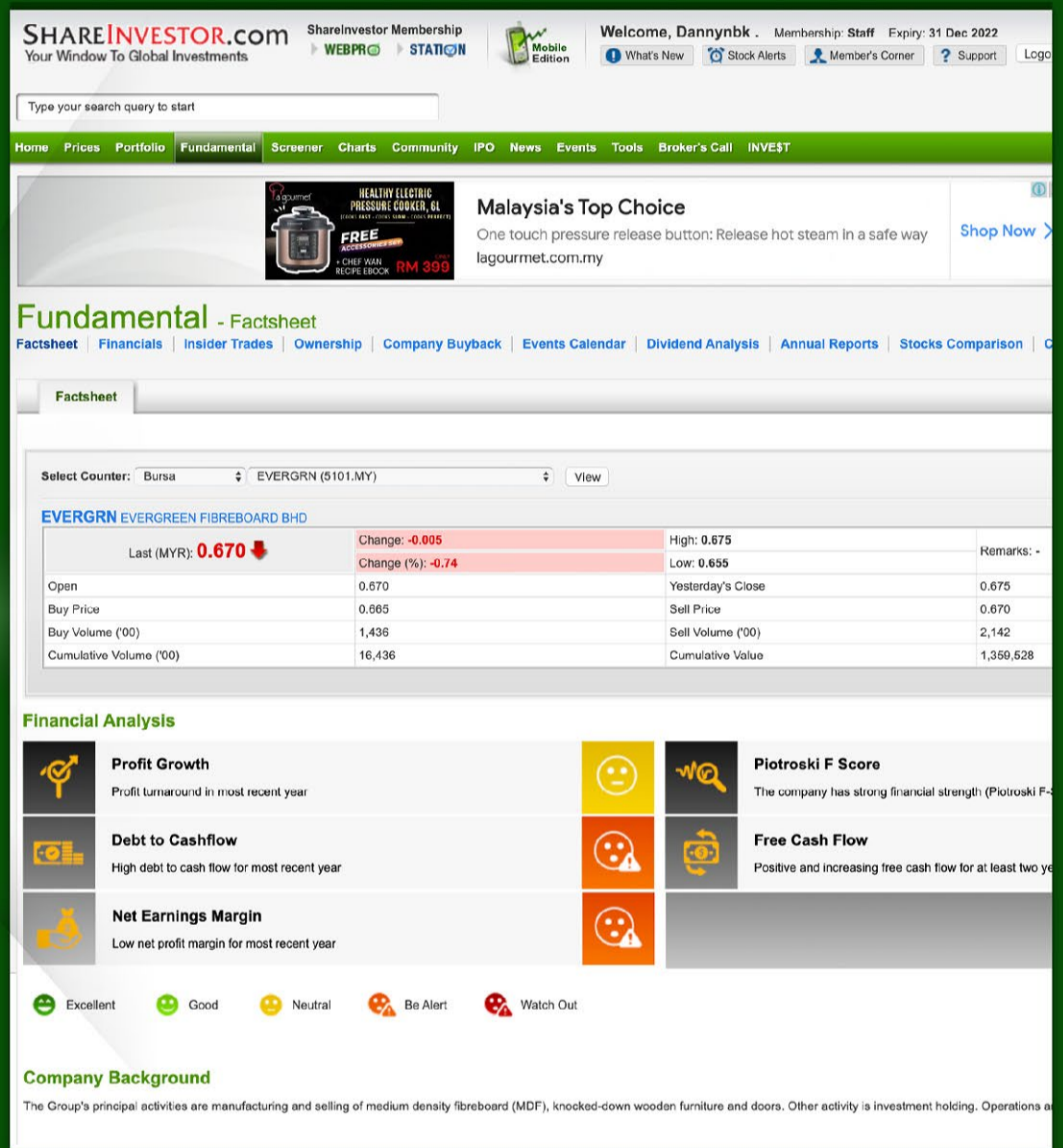 SHAREINVESTOR.com
Your Window To Global Investments
ShareInvestor Membership
WEBPRO STATION
Mobile Edition
Welcome, Dannynbk . Membership: Staff Expiry: 31 Dec 2022
What's New Stock Alerts Member's Corner ? Support Logo
Type your search query to start
Home Prices Portfolio Fundamental Screener Charts Community IPO News Events Tools Broker's Call INVE$T
La gourmet
HEALTHY ELECTRIC
PRESSURE COOKER, 6L
FREE
ACCESSORIES SET
+ CHEF WAN
RECIPE EBOOK RM 399
Malaysia's Top Choice
One touch pressure release button: Release hot steam in a safe way
lagourmet.com.my
Shop Now
Fundamental - Factsheet
Factsheet | Financials | Insider Trades | Ownership | Company Buyback | Events Calendar | Dividend Analysis | Annual Reports | Stocks Comparison | C
Factsheet
Select Counter: Bursa EVERGRN (5101.MY) View
EVERGRN EVERGREEN FIBREBOARD BHD
Last (MYR): 0.670 Change: -0.005 High: 0.675 Remarks: -
Change (%): -0.74 Low: 0.655
Open 0.670 Yesterday's Close 0.675
Buy Price 0.665 Sell Price 0.670
Buy Volume ('00) 1,436 Sell Volume ('00) 2,142
Cumulative Volume ('00) 16,436 Cumulative Value 1,359,528
Financial Analysis
Profit Growth
Profit turnaround in most recent year
Piotroski F Score
The company has strong financial strength (Piotroski F-
Debt to Cashflow
High debt to cash flow for most recent year
Free Cash Flow
Positive and increasing free cash flow for at least two ye
Net Earnings Margin
Low net profit margin for most recent year
Excellent Good Neutral Be Alert Watch Out
Company Background
The Group's principal activities are manufacturing and selling of medium density fibreboard (MDF), knocked-down wooden furniture and doors. Other activity is investment holding. Operations a